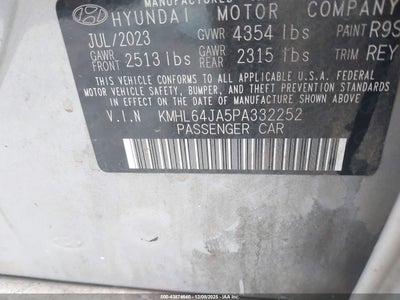 HYUNDAI MOTOR COMPANY
JUL/2023 GVWR 4354 lbs PAINT R9S
GAWR FRONT 2513 lbs GAWR REAR 2315 lbs TRIM REY
THIS VEHICLE CONFORMS TO ALL APPLICABLE U.S.A. FEDERAL
MOTOR VEHICLE SAFETY, BUMPER, AND THEFT PREVENTION
STANDARDS IN EFFECT ON THE DATE OF MANUFACTURE
SHOWN ABOVE.
V.I.N KMHL64JA5PA332252
PASSENGER CAR